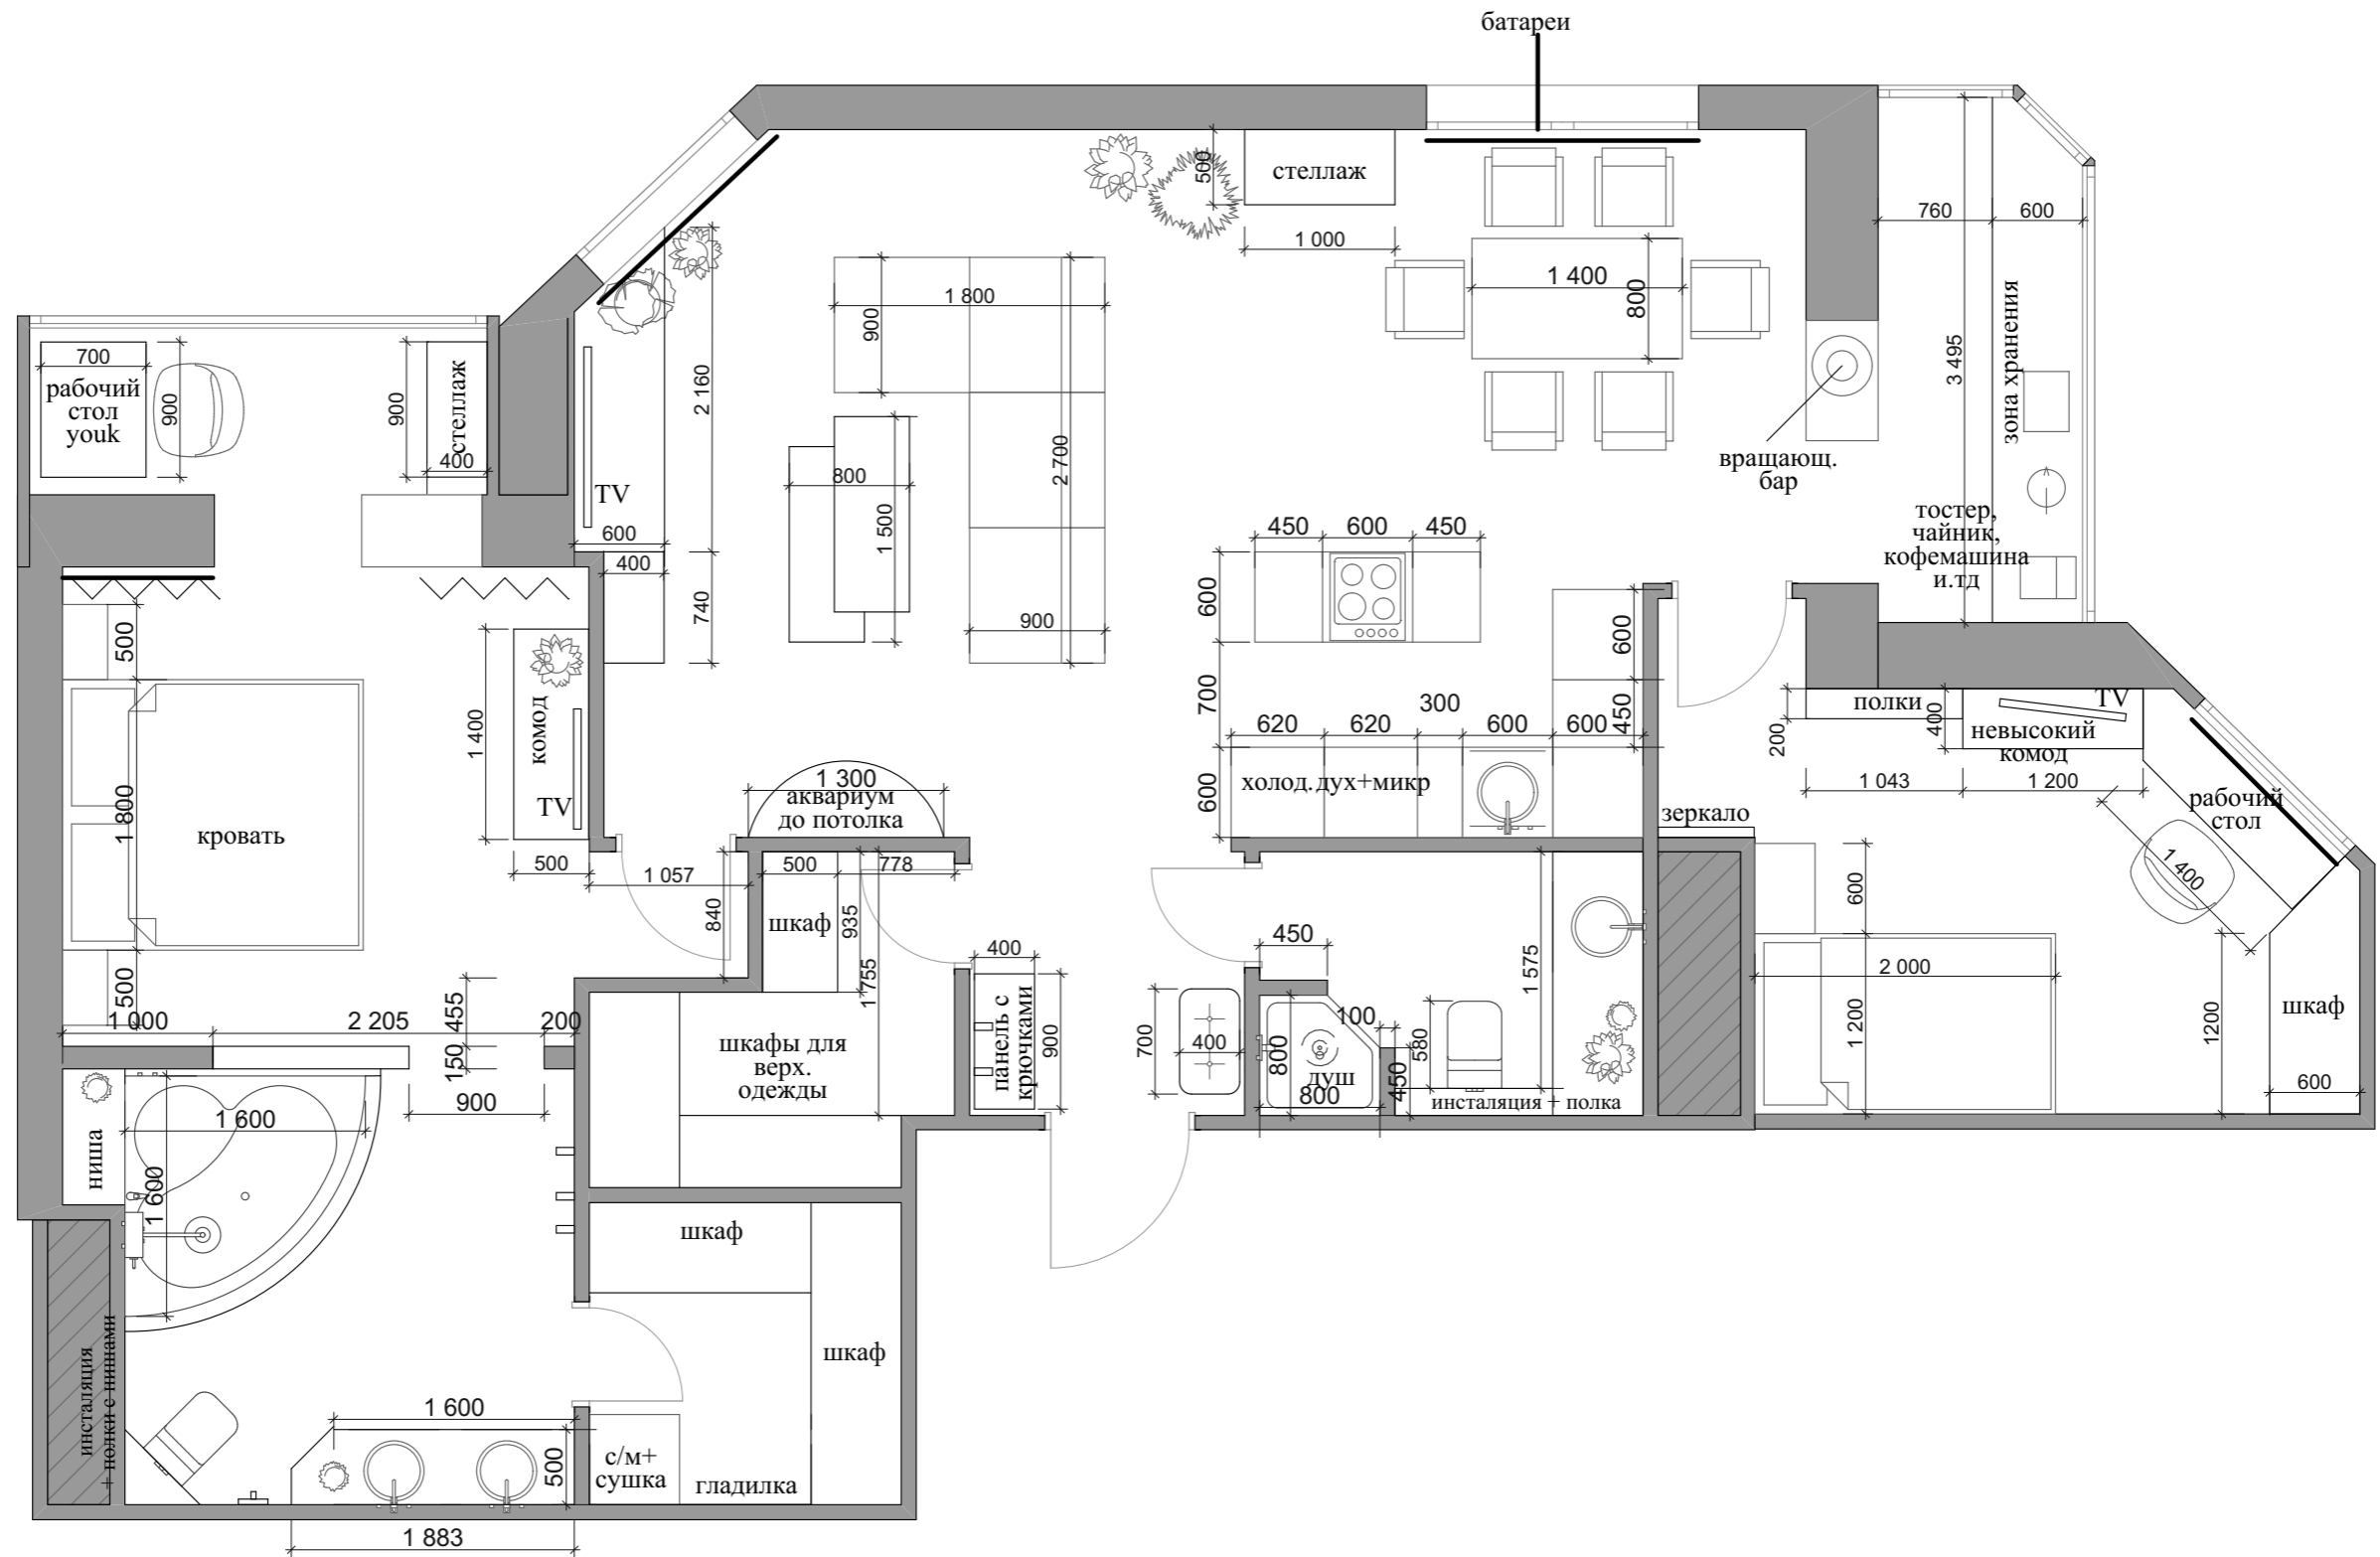 батареи
500
стеллаж
1 000
760
600
1 400
800
3 495
зона хранения
вращающ.
бар
тостер,
чайник,
кофемашина
и.тд
700
рабочий
стол
youk
900
900
стеллаж
400
2 160
TV
600
400
740
1 800
900
800
1 500
2 700
900
450
600
450
600
700
600
600
450
300
620
620
600
600
холод.
дух+микр
полки
200
400
TV
невысокий
комод
1 043
1 200
рабочий
стол
1 400
зеркало
500
1 800
кровать
500
1 400
комод
TV
500
1 300
аквариум
до потолка
1 057
840
500
778
шкаф
935
1 755
400
панель с
крючками
900
700
400
450
800
душ
800
100
450
580
1 575
инсталяция + полка
600
2 000
1 200
1200
шкаф
600
1 000
2 205
200
455
150
900
шкафы для
верх.
одежды
ниша
1 600
1 600
шкаф
шкаф
инсталяция
+ полки с ниннами
1 600
500
с/м+
сушка
гладилка
1 883